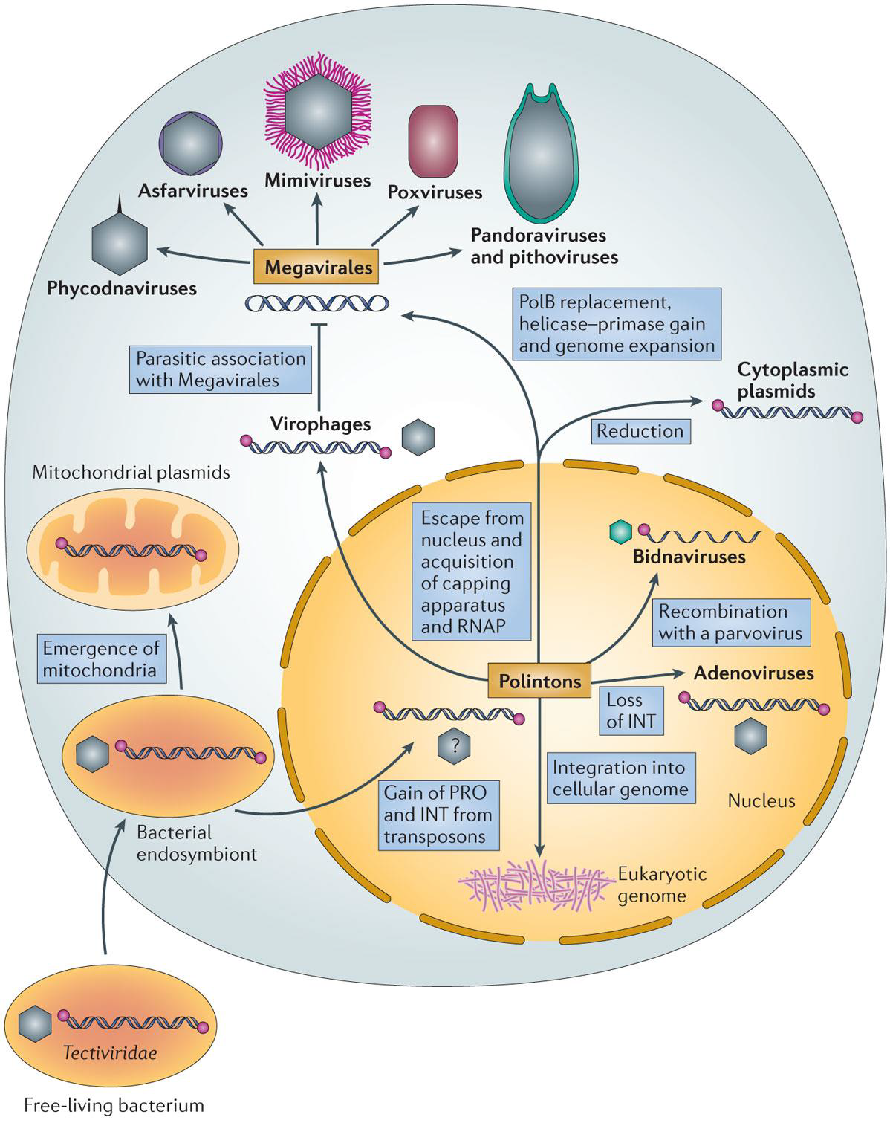 Asfarviruses
Mimiviruses
Poxviruses
Pandoraviruses
and pithoviruses
Phycodnaviruses
Megavirales
PolB replacement,
helicase–primase gain
and genome expansion
Parasitic association
with Megavirales
Cytoplasmic
plasmids
Virophages
Reduction
Mitochondrial plasmids
Escape from
nucleus and
acquisition
of capping
apparatus
and RNAP
Bidnaviruses
Recombination
with a parvovirus
Emergence of
mitochondria
Polintons
Adenoviruses
Loss
of INT
?
Integration into
cellular genome
Gain of PRO
and INT from
transposons
Nucleus
Bacterial
endosymbiont
Eukaryotic
genome
Tectiviridae
Free-living bacterium